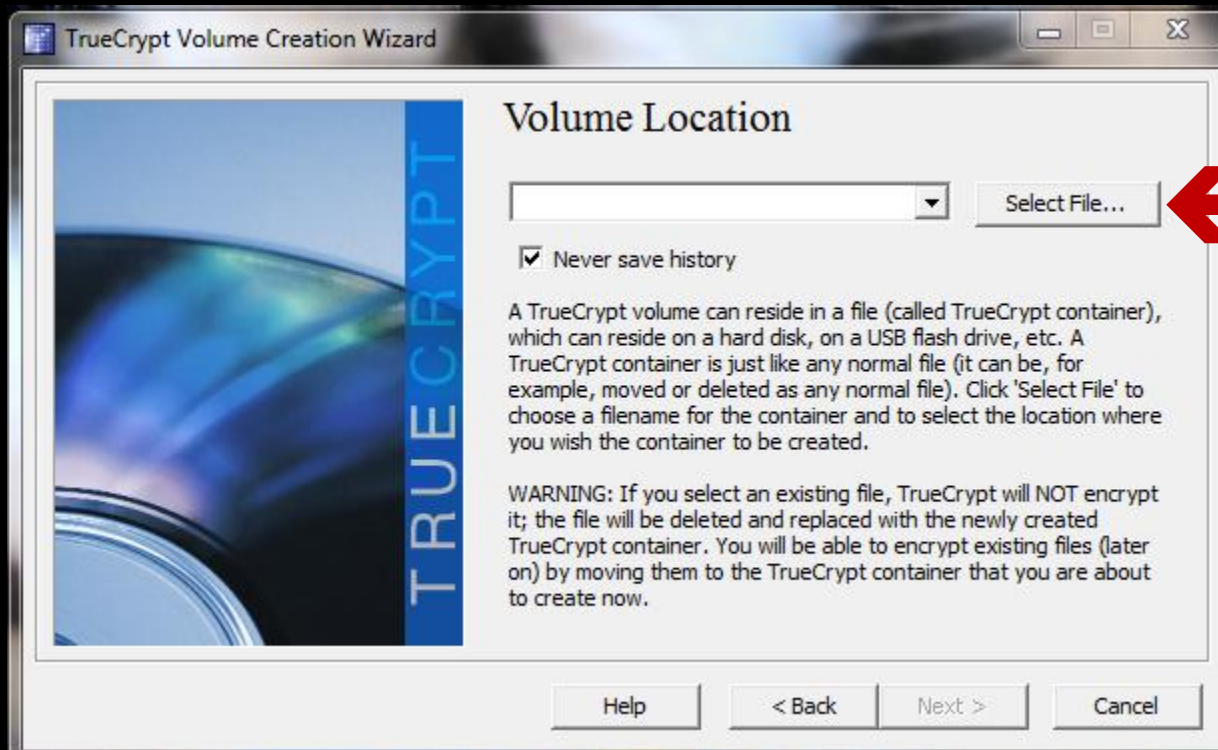 TrueCrypt Volume Creation Wizard
TRUECRYPT
Volume Location
Select File...
Never save history
A TrueCrypt volume can reside in a file (called TrueCrypt container),
which can reside on a hard disk, on a USB flash drive, etc. A
TrueCrypt container is just like any normal file (it can be, for
example, moved or deleted as any normal file). Click 'Select File' to
choose a filename for the container and to select the location where
you wish the container to be created.
WARNING: If you select an existing file, TrueCrypt will NOT encrypt
it; the file will be deleted and replaced with the newly created
TrueCrypt container. You will be able to encrypt existing files (later
on) by moving them to the TrueCrypt container that you are about
to create now.
Help
< Back
Next >
Cancel